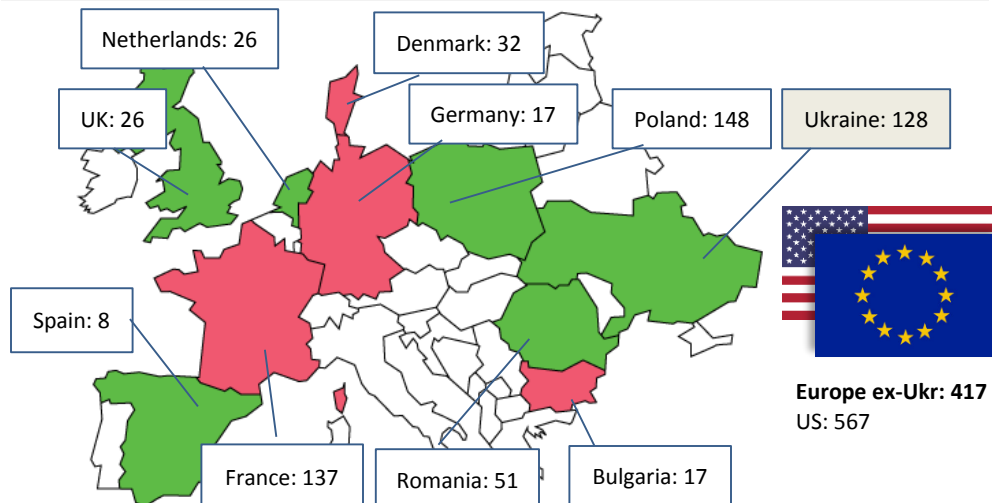 Netherlands: 26
Denmark: 32
UK: 26
Germany: 17
Poland: 148
Ukraine: 128
Spain: 8
Europe ex-Ukr: 417
US: 567
France: 137
Romania: 51
Bulgaria: 17